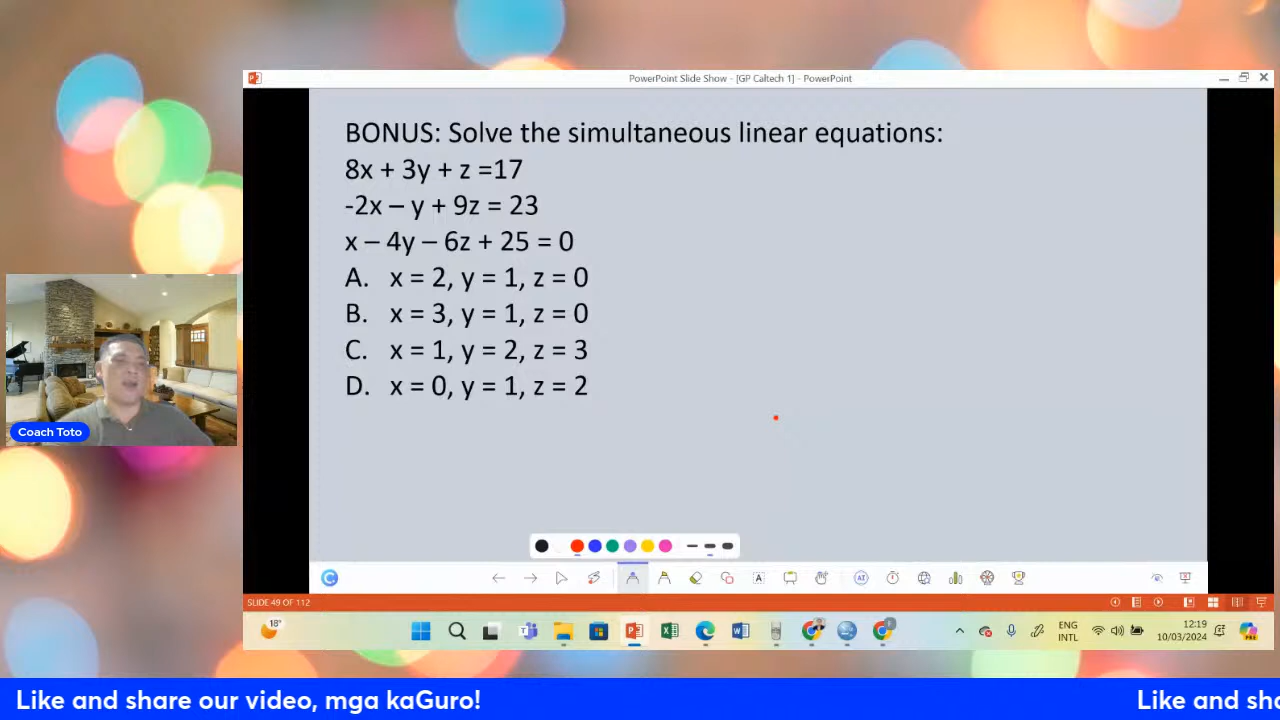 PowerPoint Slide Show - [GP Caltech 1] - PowerPoint
BONUS: Solve the simultaneous linear equations:
8x + 3y + z =17
-2x – y + 9z = 23
x – 4y – 6z + 25 = 0
A. x = 2, y = 1, z = 0
B. x = 3, y = 1, z = 0
C. x = 1, y = 2, z = 3
D. x = 0, y = 1, z = 2
Coach Toto
A
AI
SLIDE 49 OF 112
18°
ENG
INTL
12:19
10/03/2024
Like and share our video, mga kaGuro!
Like and sha